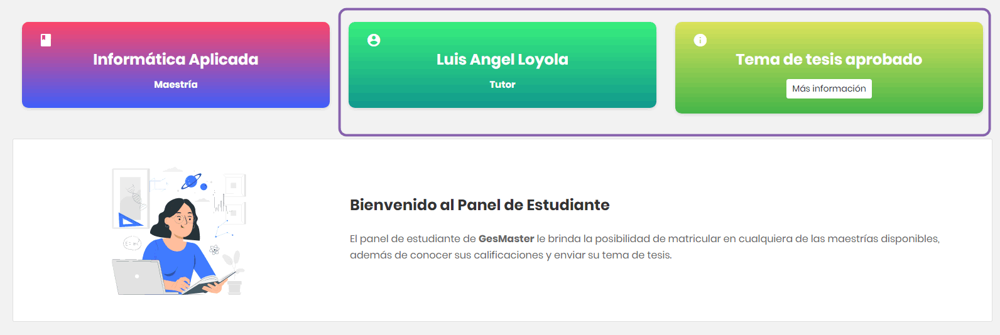 Informática Aplicada
Maestría
Luis Angel Loyola
Tutor
Tema de tesis aprobado
Más información
Bienvenido al Panel de Estudiante
El panel de estudiante de GesMaster le brinda la posibilidad de matricular en cualquiera de las maestrías disponibles,
además de conocer sus calificaciones y enviar su tema de tesis.